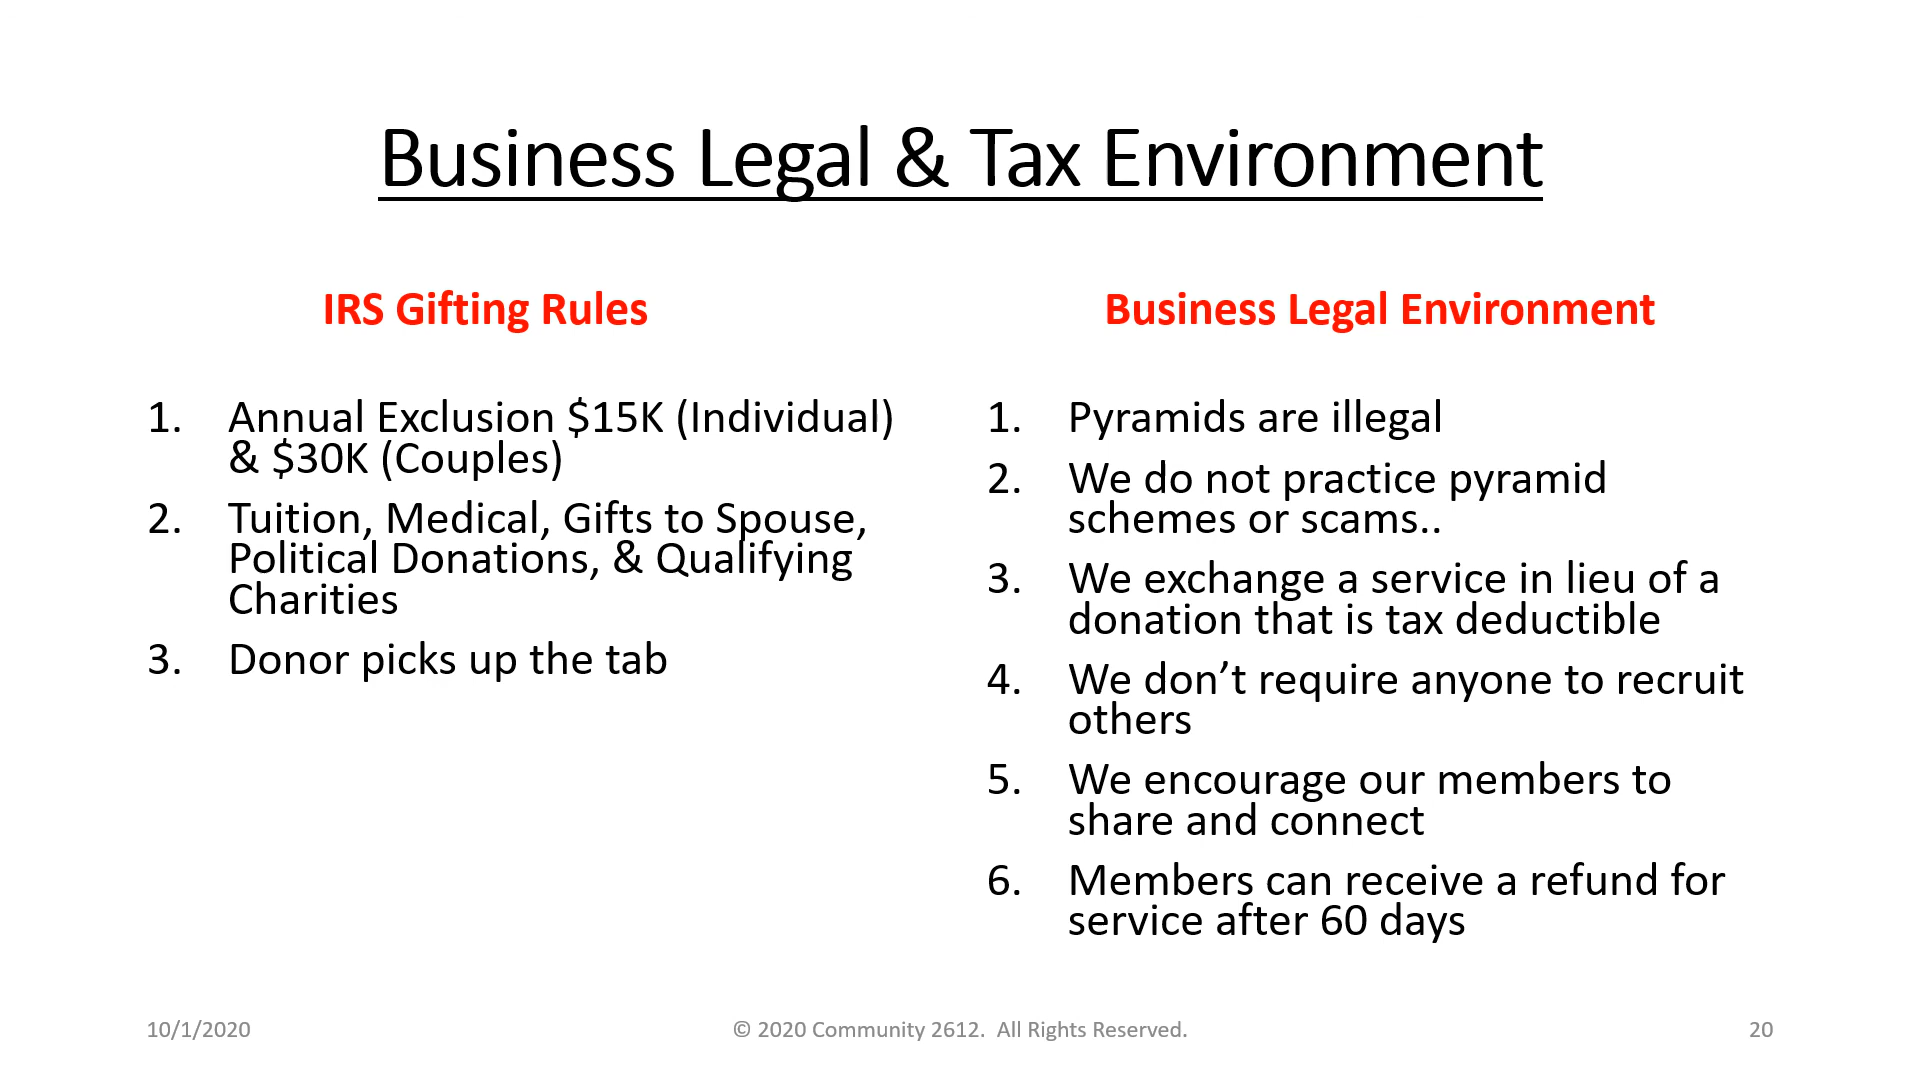 Business Legal & Tax Environment
IRS Gifting Rules
1. Annual Exclusion $15K (Individual)
& $30K (Couples)
2. Tuition, Medical, Gifts to Spouse,
Political Donations, & Qualifying
Charities
3. Donor picks up the tab
Business Legal Environment
1. Pyramids are illegal
2. We do not practice pyramid
schemes or scams..
3. We exchange a service in lieu of a
donation that is tax deductible
4. We don’t require anyone to recruit
others
5. We encourage our members to
share and connect
6. Members can receive a refund for
service after 60 days
10/1/2020
© 2020 Community 2612. All Rights Reserved.
20